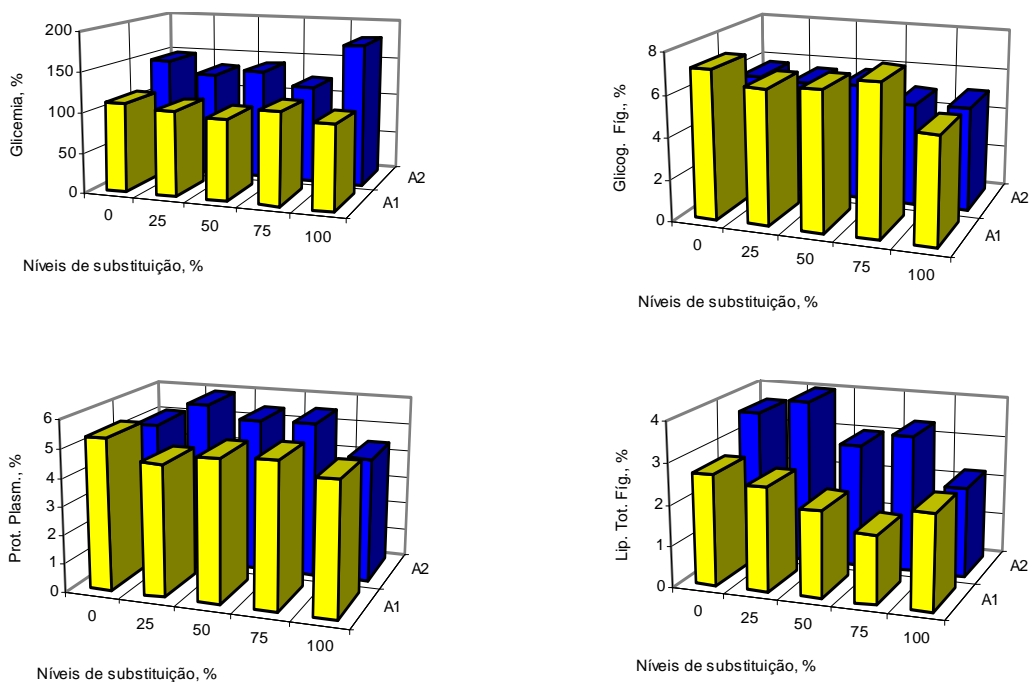 Glicemia, %
200
150
100
50
0
0
25
50
75
100
A1
A2
Níveis de substituição, %
Glicog. Fig., %
8
6
4
2
0
0
25
50
75
100
A1
A2
Níveis de substituição, %
Prot. Plasm., %
6
5
4
3
2
1
0
0
25
50
75
100
A1
A2
Níveis de substituição, %
Lip. Tot. Fíg., %
4
3
2
1
0
0
25
50
75
100
A1
A2
Níveis de substituição, %